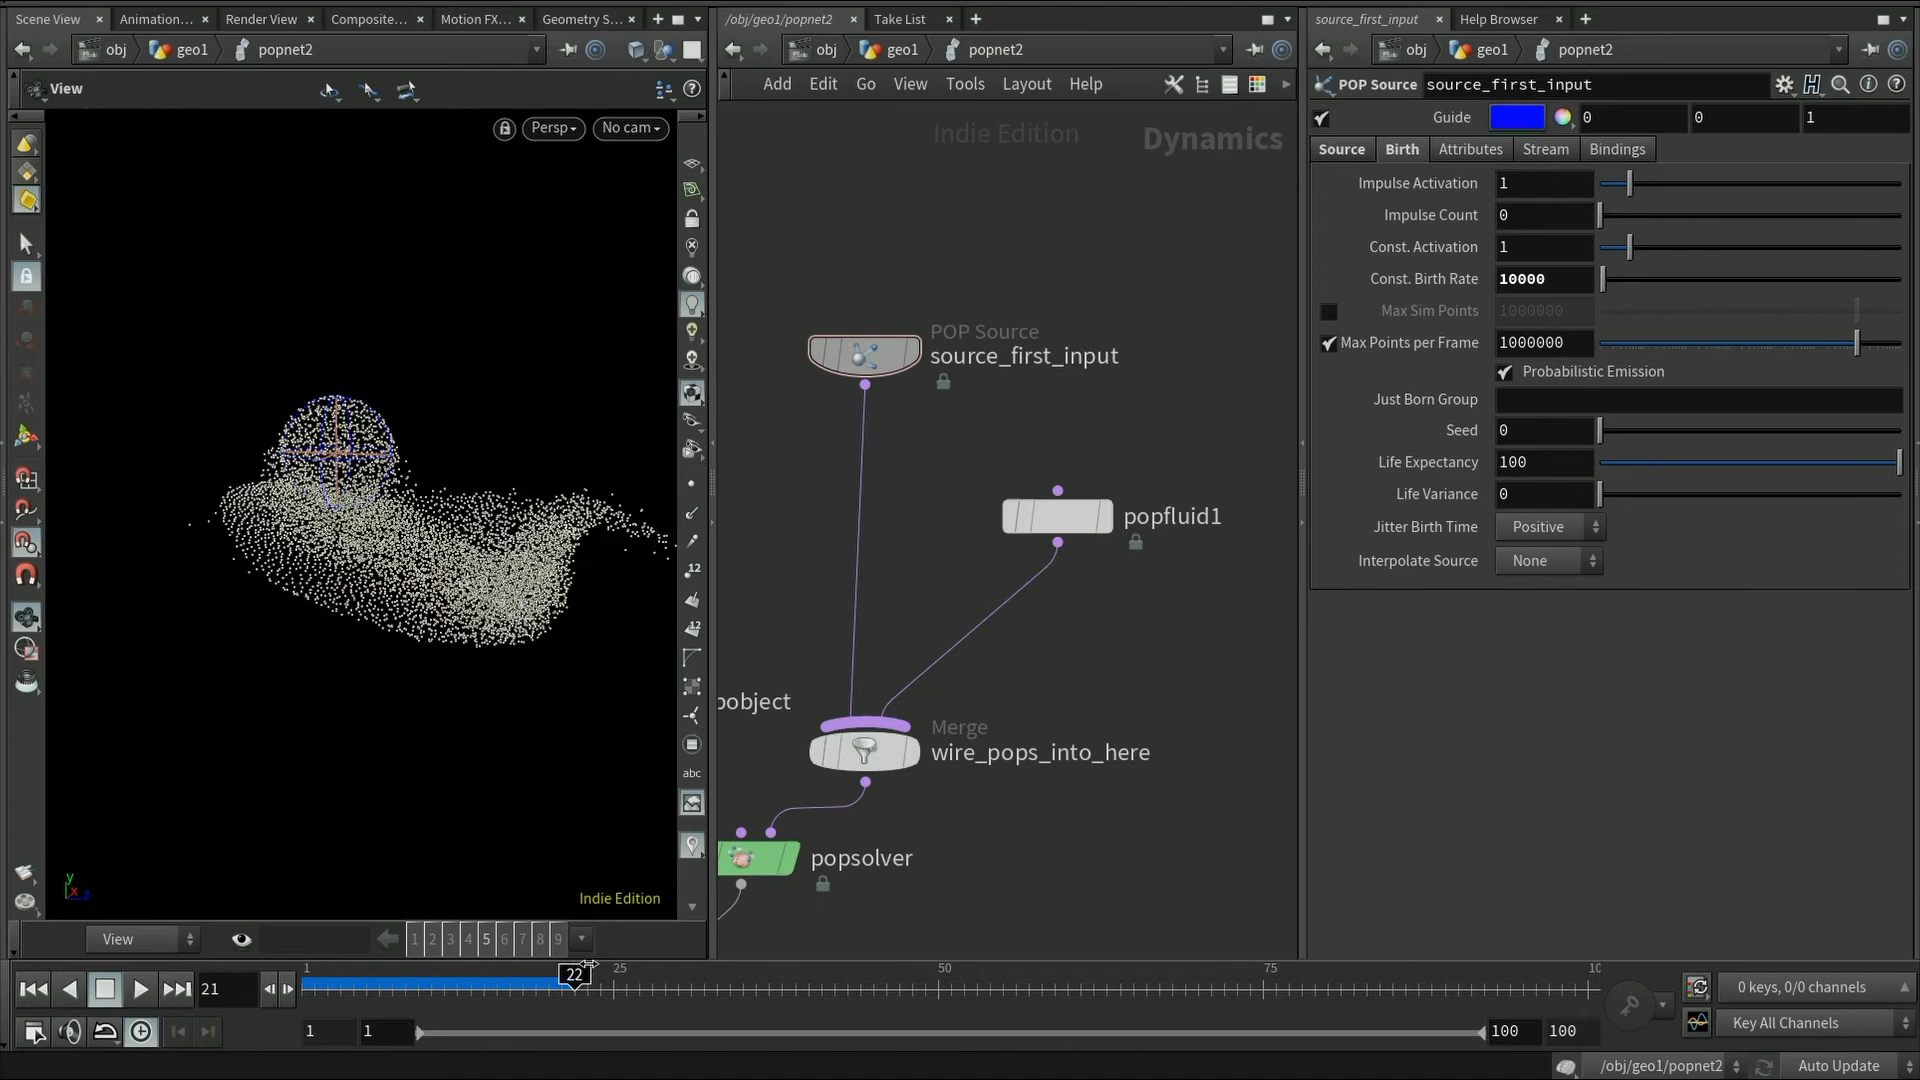 Scene View
Animation...
Render View
Composite...
Motion FX...
Geometry S...
/obj/geo1/popnet2
Take List
source_first_input
Help Browser
obj
geo1
popnet2
obj
geo1
popnet2
obj
geo1
popnet2
View
Add
Edit
Go
View
Tools
Layout
Help
POP Source
source_first_input
Guide
0
0
1
Persp
No cam
Indie Edition
Dynamics
Source
Birth
Attributes
Stream
Bindings
Impulse Activation
1
Impulse Count
0
Const. Activation
1
Const. Birth Rate
10000
Max Sim Points
1000000
Max Points per Frame
1000000
Probabilistic Emission
Just Born Group
Seed
0
Life Expectancy
100
Life Variance
0
Jitter Birth Time
Positive
Interpolate Source
None
POP Source
source_first_input
popfluid1
pobject
Merge
wire_pops_into_here
popsolver
12
12
abc
y
x
z
Indie Edition
View
1 2 3 4 5 6 7 8 9
21
1
22
25
50
75
10
1
1
100
100
0 keys, 0/0 channels
Key All Channels
/obj/geo1/popnet2
Auto Update